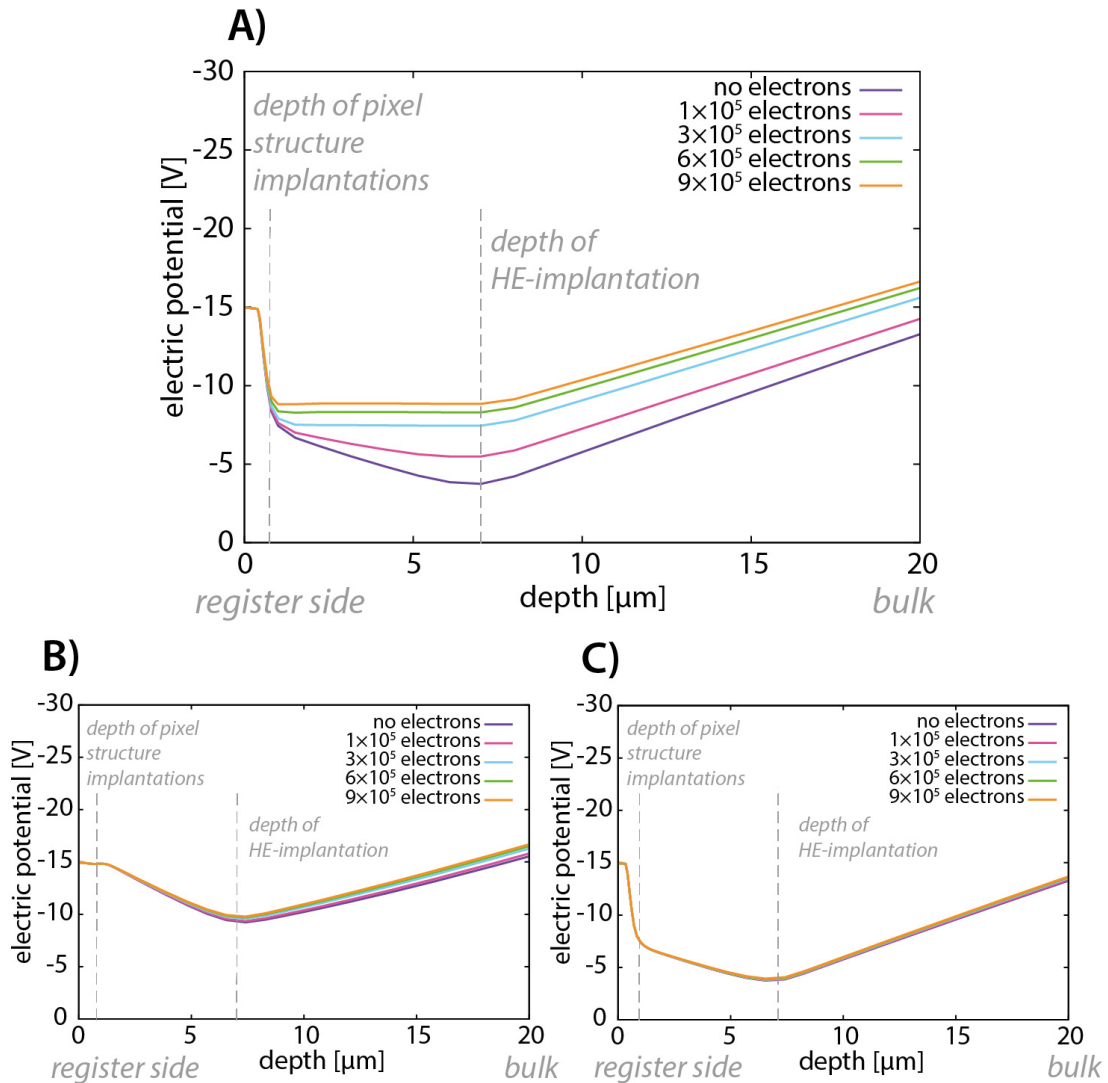 A)
-30
-25
-20
-15
-10
-5
0
electric potential [V]
depth of pixel
structure
implantations
depth of
HE-implantation
no electrons
1×10⁵ electrons
3×10⁵ electrons
6×10⁵ electrons
9×10⁵ electrons
0 5 10 15 20
register side depth [µm] bulk
B)
-30
-25
-20
-15
-10
-5
0
electric potential [V]
depth of pixel
structure
implantations
depth of
HE-implantation
no electrons
1×10⁵ electrons
3×10⁵ electrons
6×10⁵ electrons
9×10⁵ electrons
0 5 10 15 20
register side depth [µm] bulk
C)
-30
-25
-20
-15
-10
-5
0
electric potential [V]
depth of pixel
structure
implantations
depth of
HE-implantation
no electrons
1×10⁵ electrons
3×10⁵ electrons
6×10⁵ electrons
9×10⁵ electrons
0 5 10 15 20
register side depth [µm] bulk